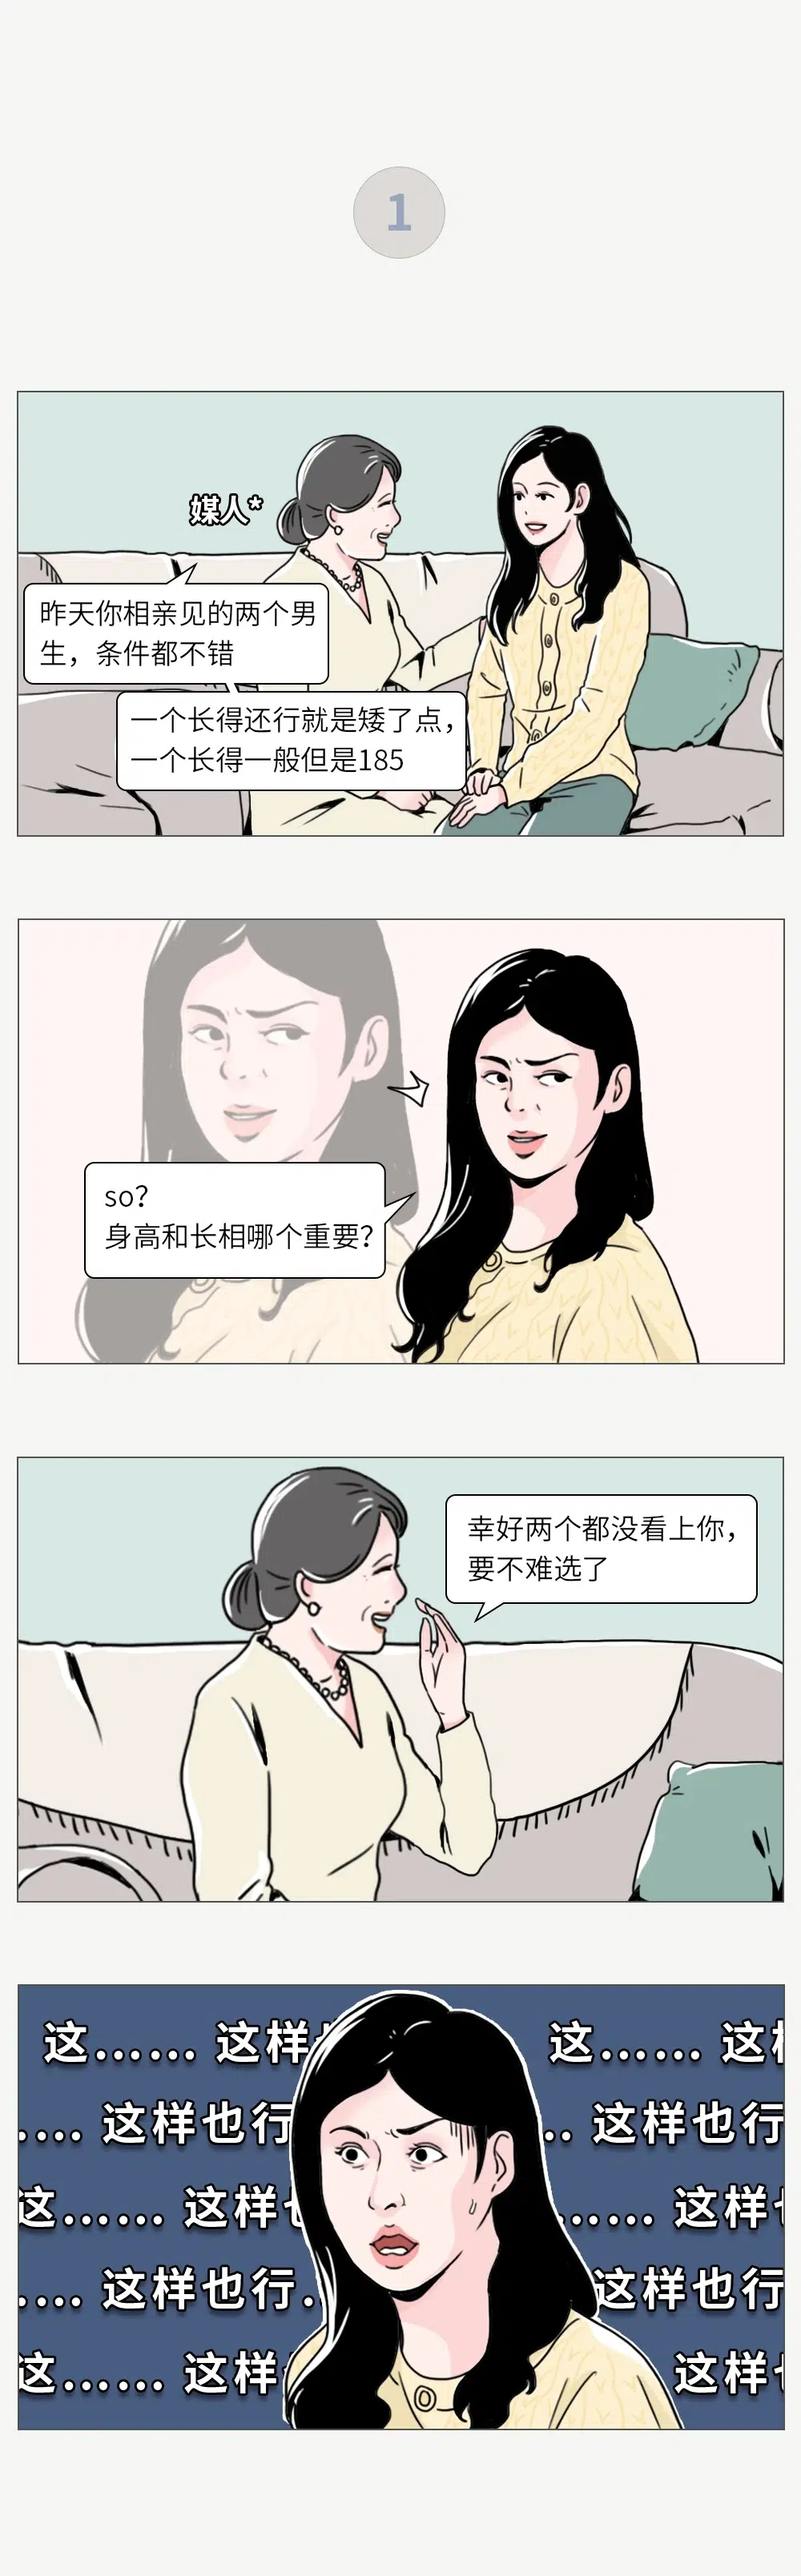 1
媒人*
昨天你相亲见的两个男
生，条件都不错
一个长得还行就是矮了点，
一个长得一般但是185
so？
身高和长相哪个重要？
幸好两个都没看上你，
要不难选了
这…… 这样 这…… 这
…. 这样也行 .. 这样也行
这…… 这样 …… 这样
…. 这样也行.. 这样也行
这…… 这样 这样